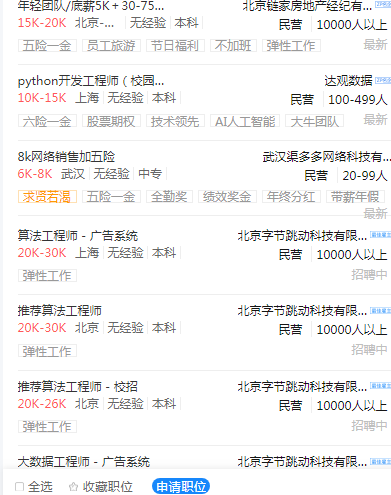 年轻团队/底薪5K＋30-75... 北京链家房地产经纪有...
15K-20K 北京-... 无经验 本科 民营 10000人以上
五险一金 员工旅游 节日福利 不加班 弹性工作 最新
python开发工程师（校园... 达观数据
10K-15K 上海 无经验 本科 民营 100-499人
六险一金 股票期权 技术领先 AI人工智能 大牛团队 最新
8k网络销售加五险 武汉渠多多网络科技有...
6K-8K 武汉 无经验 中专 民营 20-99人
求贤若渴 五险一金 全勤奖 绩效奖金 年终分红 带薪年假
最新
算法工程师 - 广告系统 北京字节跳动科技有限...
20K-30K 上海 无经验 本科 民营 10000人以上
弹性工作 招聘中
推荐算法工程师 北京字节跳动科技有限...
20K-30K 北京 无经验 本科 民营 10000人以上
弹性工作 招聘中
推荐算法工程师 - 校招 北京字节跳动科技有限...
20K-26K 北京 无经验 本科 民营 10000人以上
弹性工作 招聘中
大数据工程师 - 广告系统 北京字节跳动科技有限...
全选 收藏职位 申请职位